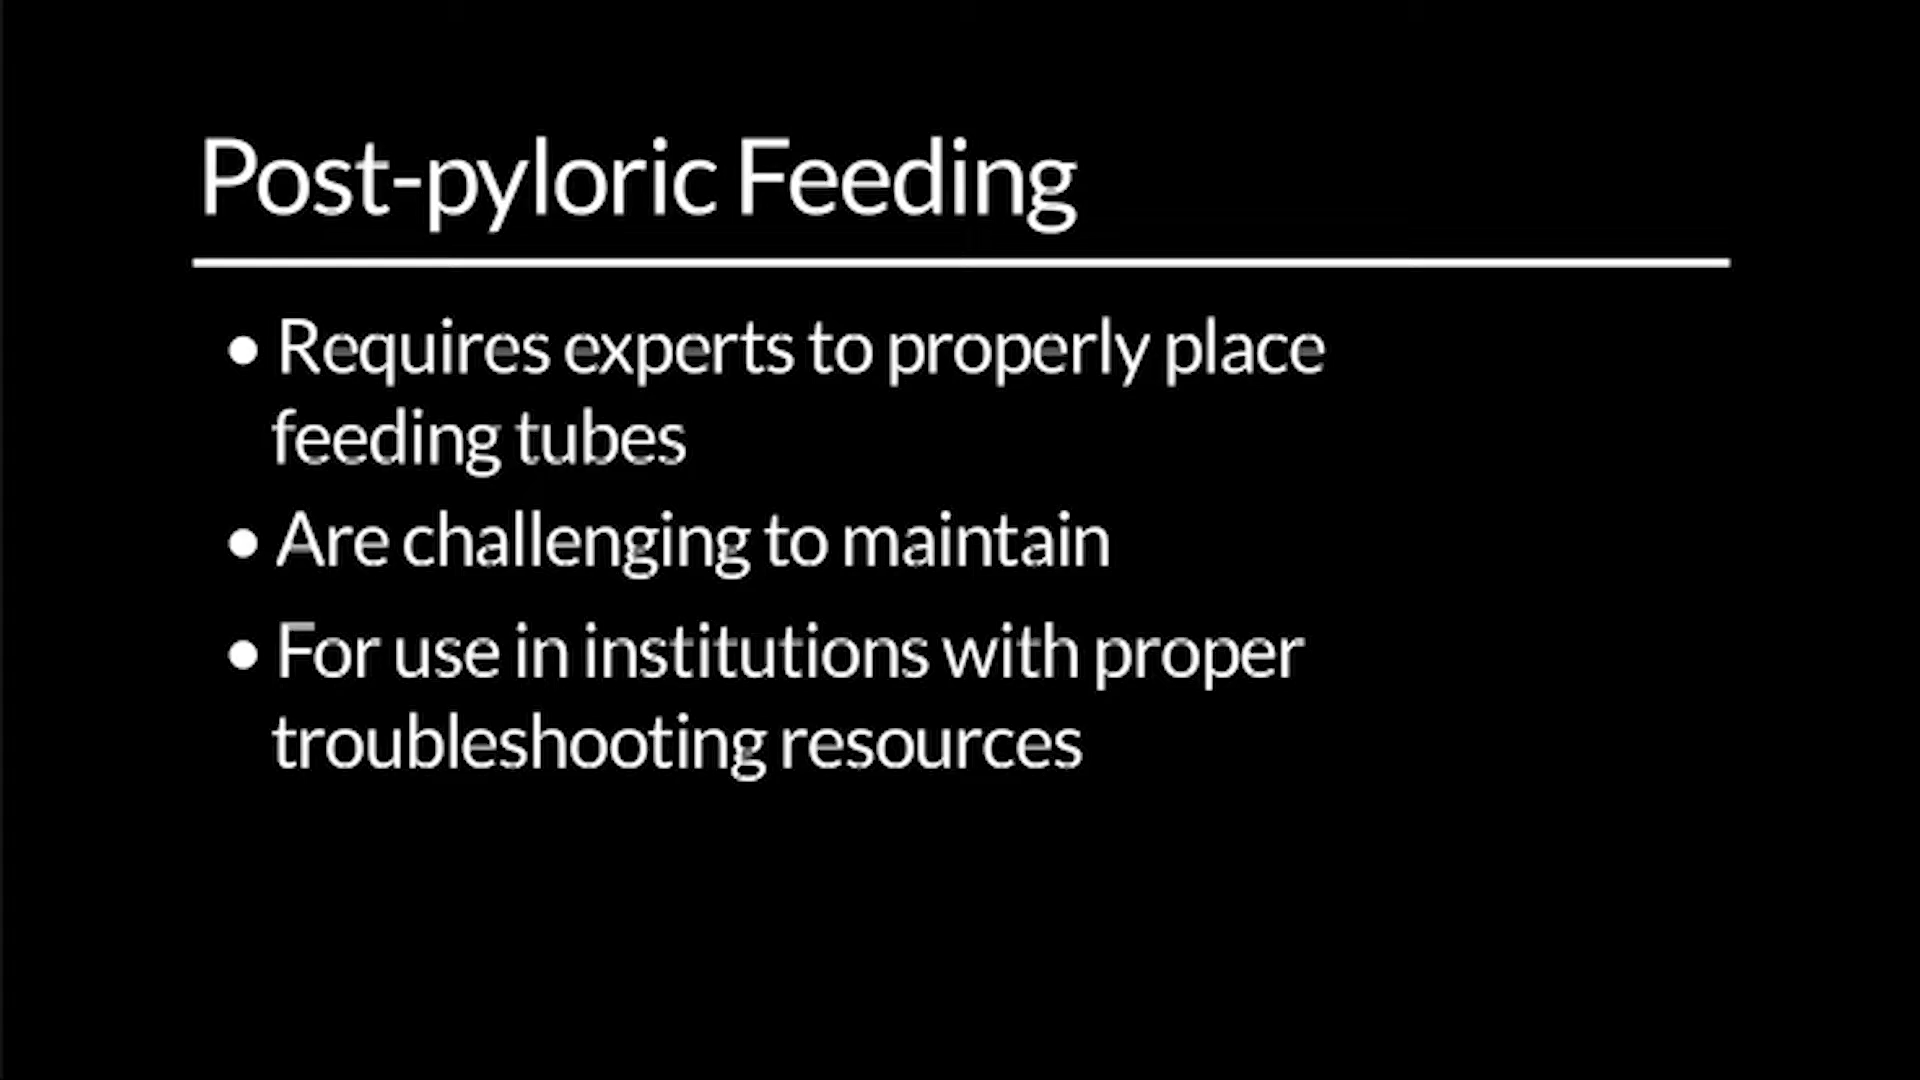 Post-pyloric Feeding
• Requires experts to properly place
feeding tubes
• Are challenging to maintain
• For use in institutions with proper
troubleshooting resources